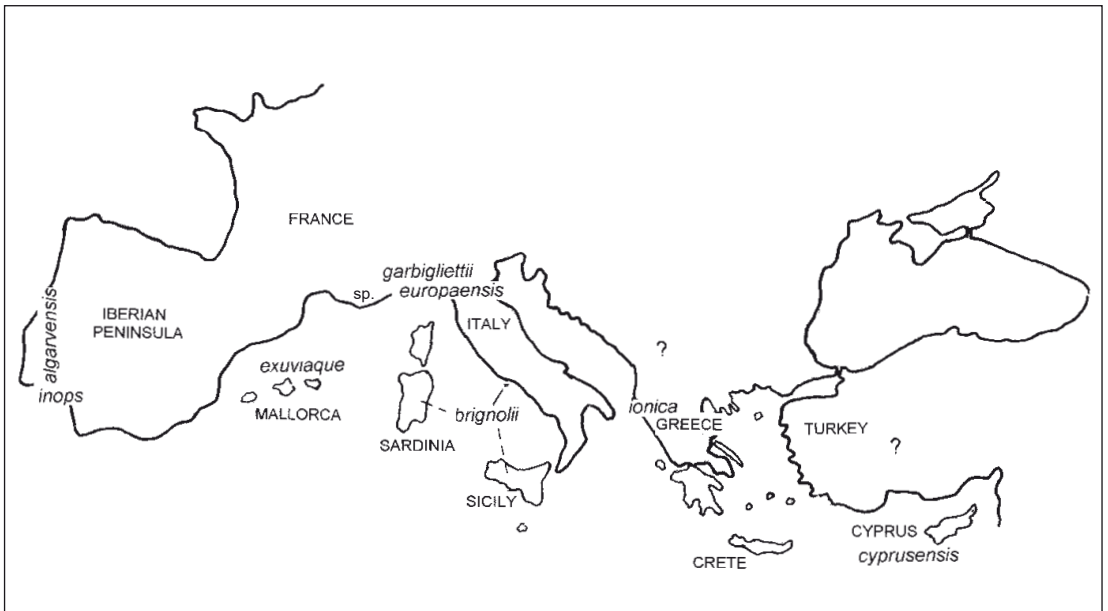 FRANCE
garbigliettii
sp.
europaensis
algarvensis
IBERIAN
PENINSULA
ITALY
?
exuviaque
inops
MALLORCA
brignolii
ionica
SARDINIA
GREECE
TURKEY
?
SICILY
CYPRUS
cyprusensis
CRETE